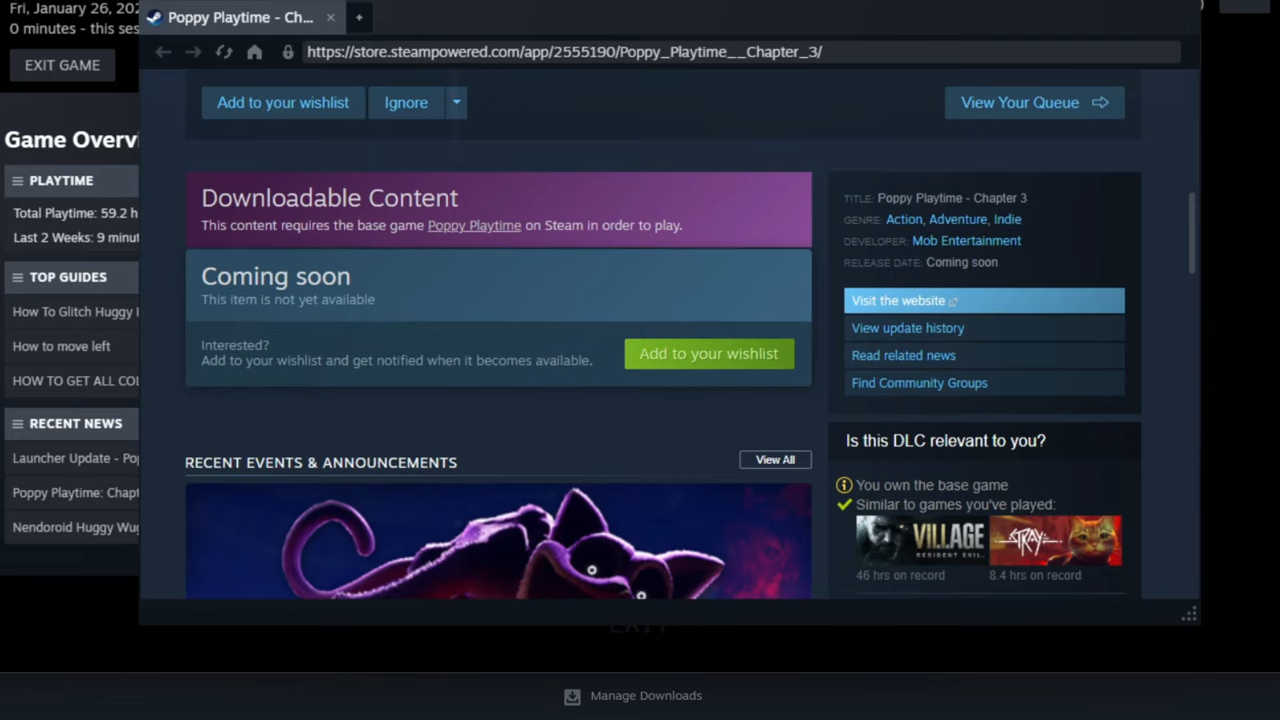 Fri, January 26, 202
0 minutes - this ses
EXIT GAME
Game Overvi
PLAYTIME
Total Playtime: 59.2 h
Last 2 Weeks: 9 minut
TOP GUIDES
How To Glitch Huggy
How to move left
HOW TO GET ALL COL
RECENT NEWS
Launcher Update - Pop
Poppy Playtime: Chapt
Nendoroid Huggy Wug
Poppy Playtime - Ch...
https://store.steampowered.com/app/2555190/Poppy_Playtime__Chapter_3/
Add to your wishlist
Ignore
View Your Queue
Downloadable Content
This content requires the base game Poppy Playtime on Steam in order to play.
Coming soon
This item is not yet available
Interested?
Add to your wishlist and get notified when it becomes available.
Add to your wishlist
RECENT EVENTS & ANNOUNCEMENTS
View All
TITLE: Poppy Playtime - Chapter 3
GENRE: Action, Adventure, Indie
DEVELOPER: Mob Entertainment
RELEASE DATE: Coming soon
Visit the website
View update history
Read related news
Find Community Groups
Is this DLC relevant to you?
You own the base game
Similar to games you've played:
VILLAGE
RESIDENT EVIL
STRAY
46 hrs on record
8.4 hrs on record
EXIT
Manage Downloads